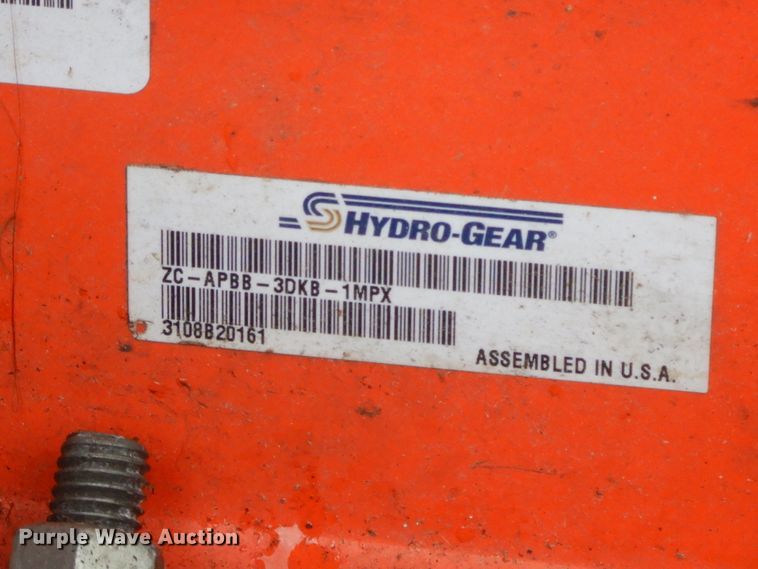 HYDRO-GEAR®
ZC-APBB-3DKB-1MPX
3108B20161
ASSEMBLED IN U.S.A.
Purple Wave Auction